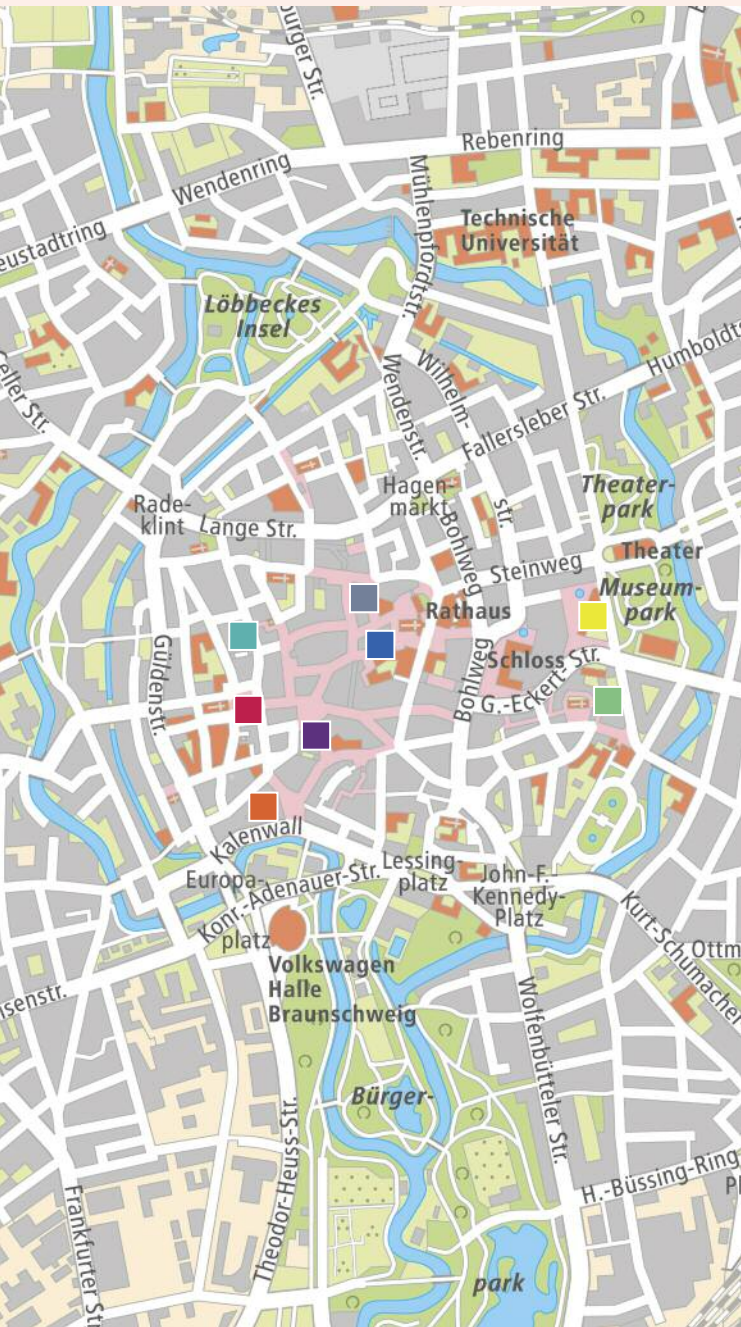 burger Str.
Rebenring
Wendenring
Mühlenpfordtstr.
Technische
Universität
eustadtring
Löbbeckes
Insel
Humboldts
Celler Str.
Wendenstr.
Wilhelm-
str.
Fallersleber Str.
Hagen-
markt
Theater-
park
Rade-
klint
Lange Str.
Bohlweg
Steinweg
Theater
Museum-
park
Rathaus
Güldenstr.
Schloss
Bohlweg
G.-Eckert-Str.
Kalenwall
Europa-
platz
Konr.-Adenauer-Str.
Lessing-
platz
John-F.
Kennedy-
Platz
Kurt-Schumacher
Ottm
Volkswagen
Halle
Braunschweig
isenstr.
Wolfenbütteler Str.
Bürger-
park
Theodor-Heuss-Str.
H.-Büssing-Ring
Frankfurter Str